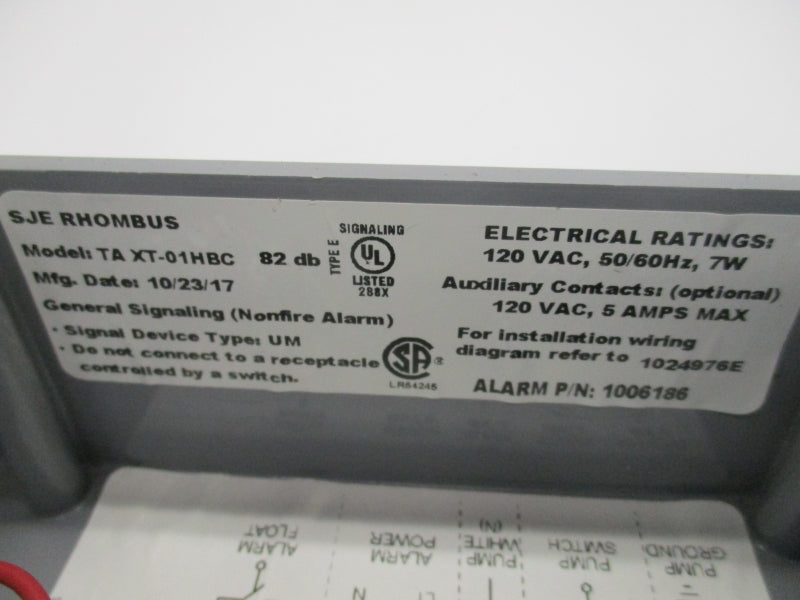 SJE RHOMBUS
Model: TA XT-01HBC 82 db
Mfg. Date: 10/23/17
General Signaling (Nonfire Alarm)
· Signal Device Type: UM
· Do not connect to a receptacle
controlled by a switch.
SIGNALING
TYPE E
UL
LISTED
288X
SA ®
LR54245
ELECTRICAL RATINGS:
120 VAC, 50/60Hz, 7W
Auxiliary Contacts: (optional)
120 VAC, 5 AMPS MAX
For installation wiring
diagram refer to 1024976E
ALARM P/N: 1006186
ALARM
FLOAT
ALARM
POWER
PUMP
WHITE
(N)
PUMP
SWITCH
PUMP
GROUND
L1 N